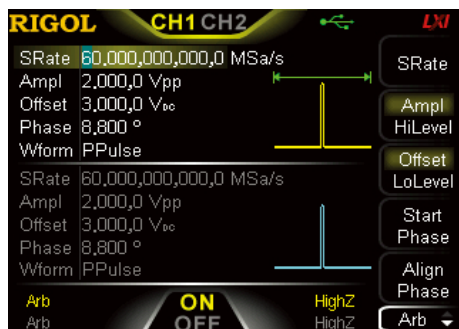 RIGOL CH1 CH2 LXI
SRate 60,000,000,000,0 MSa/s
Ampl 2.000,0 Vpp
Offset 3.000,0 VDC
Phase 8.800 °
Wform PPulse
SRate 60,000,000,000,0 MSa/s
Ampl 2.000,0 Vpp
Offset 3.000,0 VDC
Phase 8.800 °
Wform PPulse
Arb ON HighZ
Arb OFF HighZ
SRate
Ampl
HiLevel
Offset
LoLevel
Start
Phase
Align
Phase
Arb